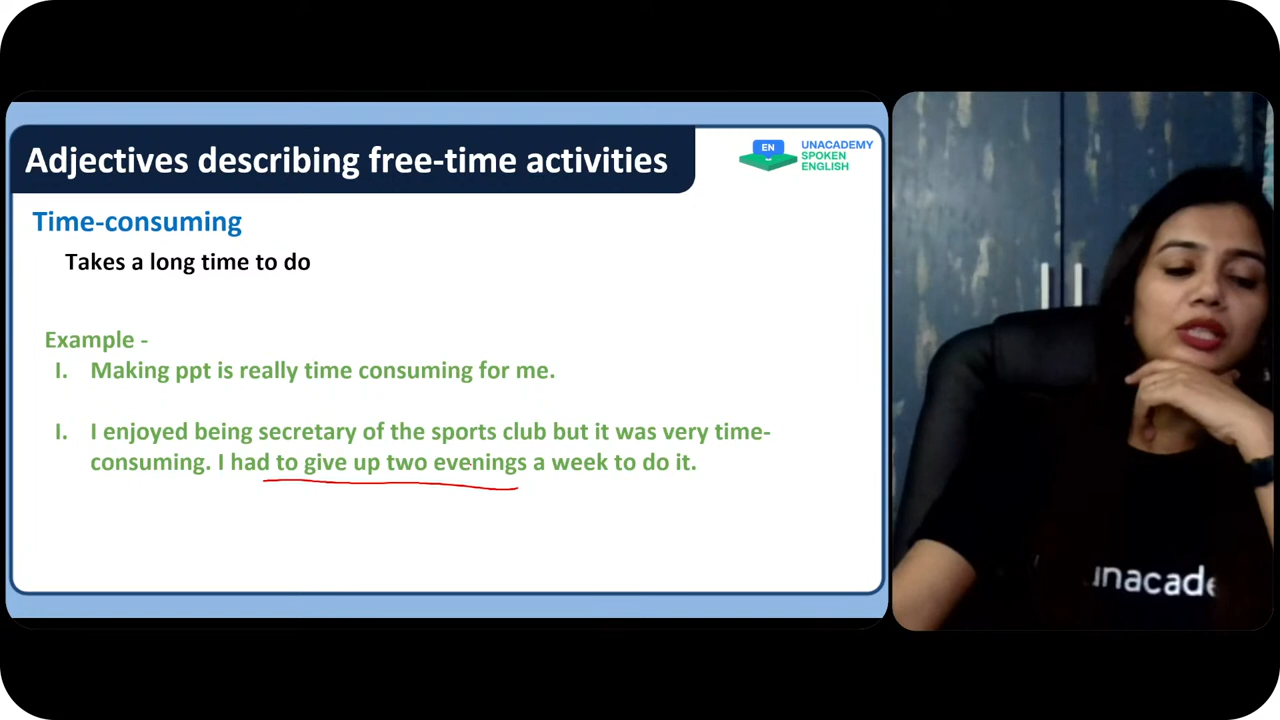 Adjectives describing free-time activities
EN
UNACADEMY
SPOKEN
ENGLISH
Time-consuming
Takes a long time to do
Example -
I. Making ppt is really time consuming for me.
I. I enjoyed being secretary of the sports club but it was very time-
consuming. I had to give up two evenings a week to do it.
unacade